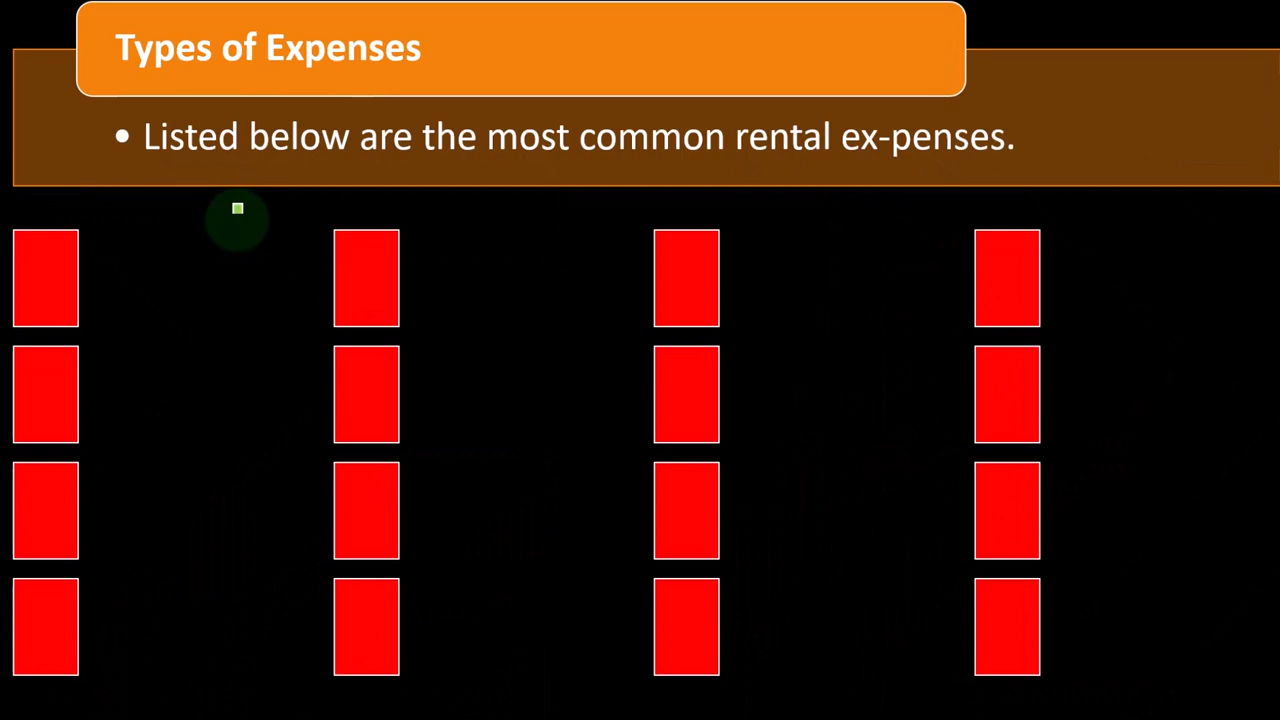 Types of Expenses
• Listed below are the most common rental ex-penses.